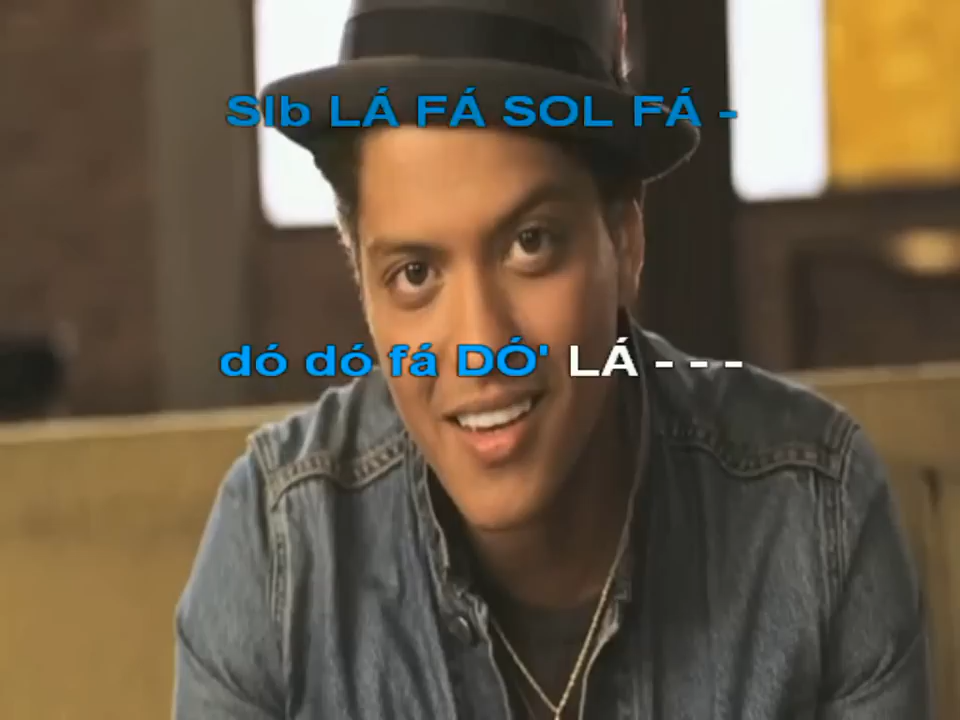 SIb LÁ FÁ SOL FÁ -
dó dó fá DÓ' LÁ - - -